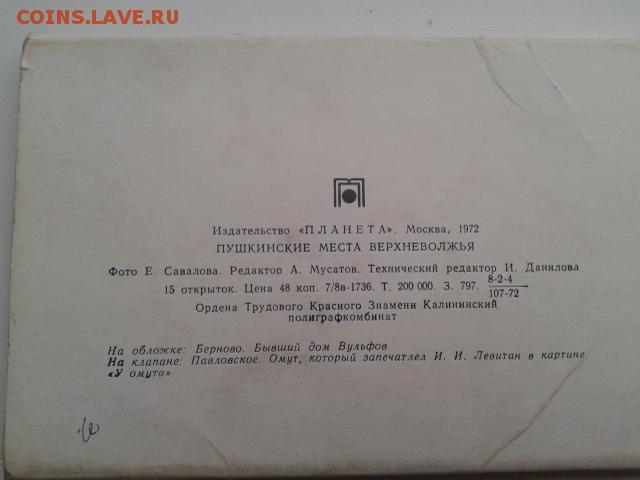 COINS.LAVE.RU
Издательство «ПЛАНЕТА». Москва, 1972
ПУШКИНСКИЕ МЕСТА ВЕРХНЕВОЛЖЬЯ
Фото Е. Савалова. Редактор А. Мусатов. Технический редактор И. Данилова
15 открыток. Цена 48 коп. 7/8в-1736. Т. 200 000. З. 797. 8-2-4/107-72
Ордена Трудового Красного Знамени Калининский
полиграфкомбинат
На обложке: Берново. Бывший дом Вульфов
На клапане: Павловское. Омут, который запечатлел И. И. Левитан в картине
«У омута»